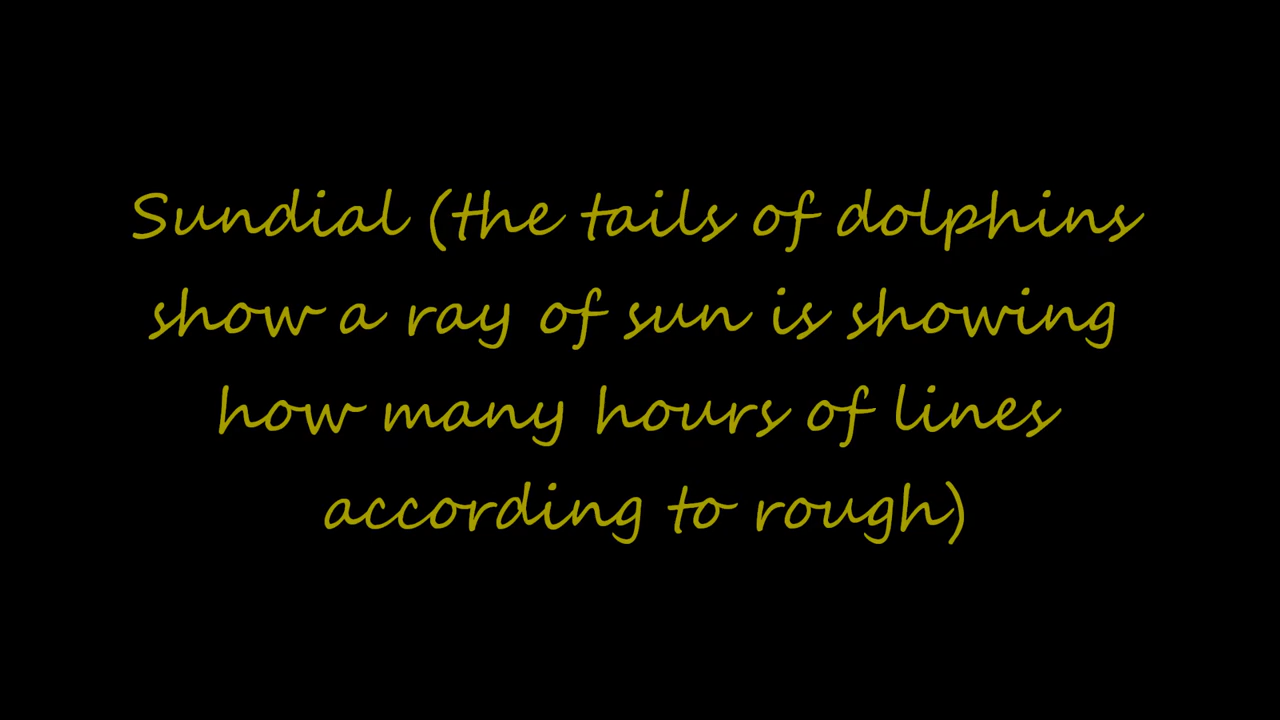 Sundial (the tails of dolphins
show a ray of sun is showing
how many hours of lines
according to rough)